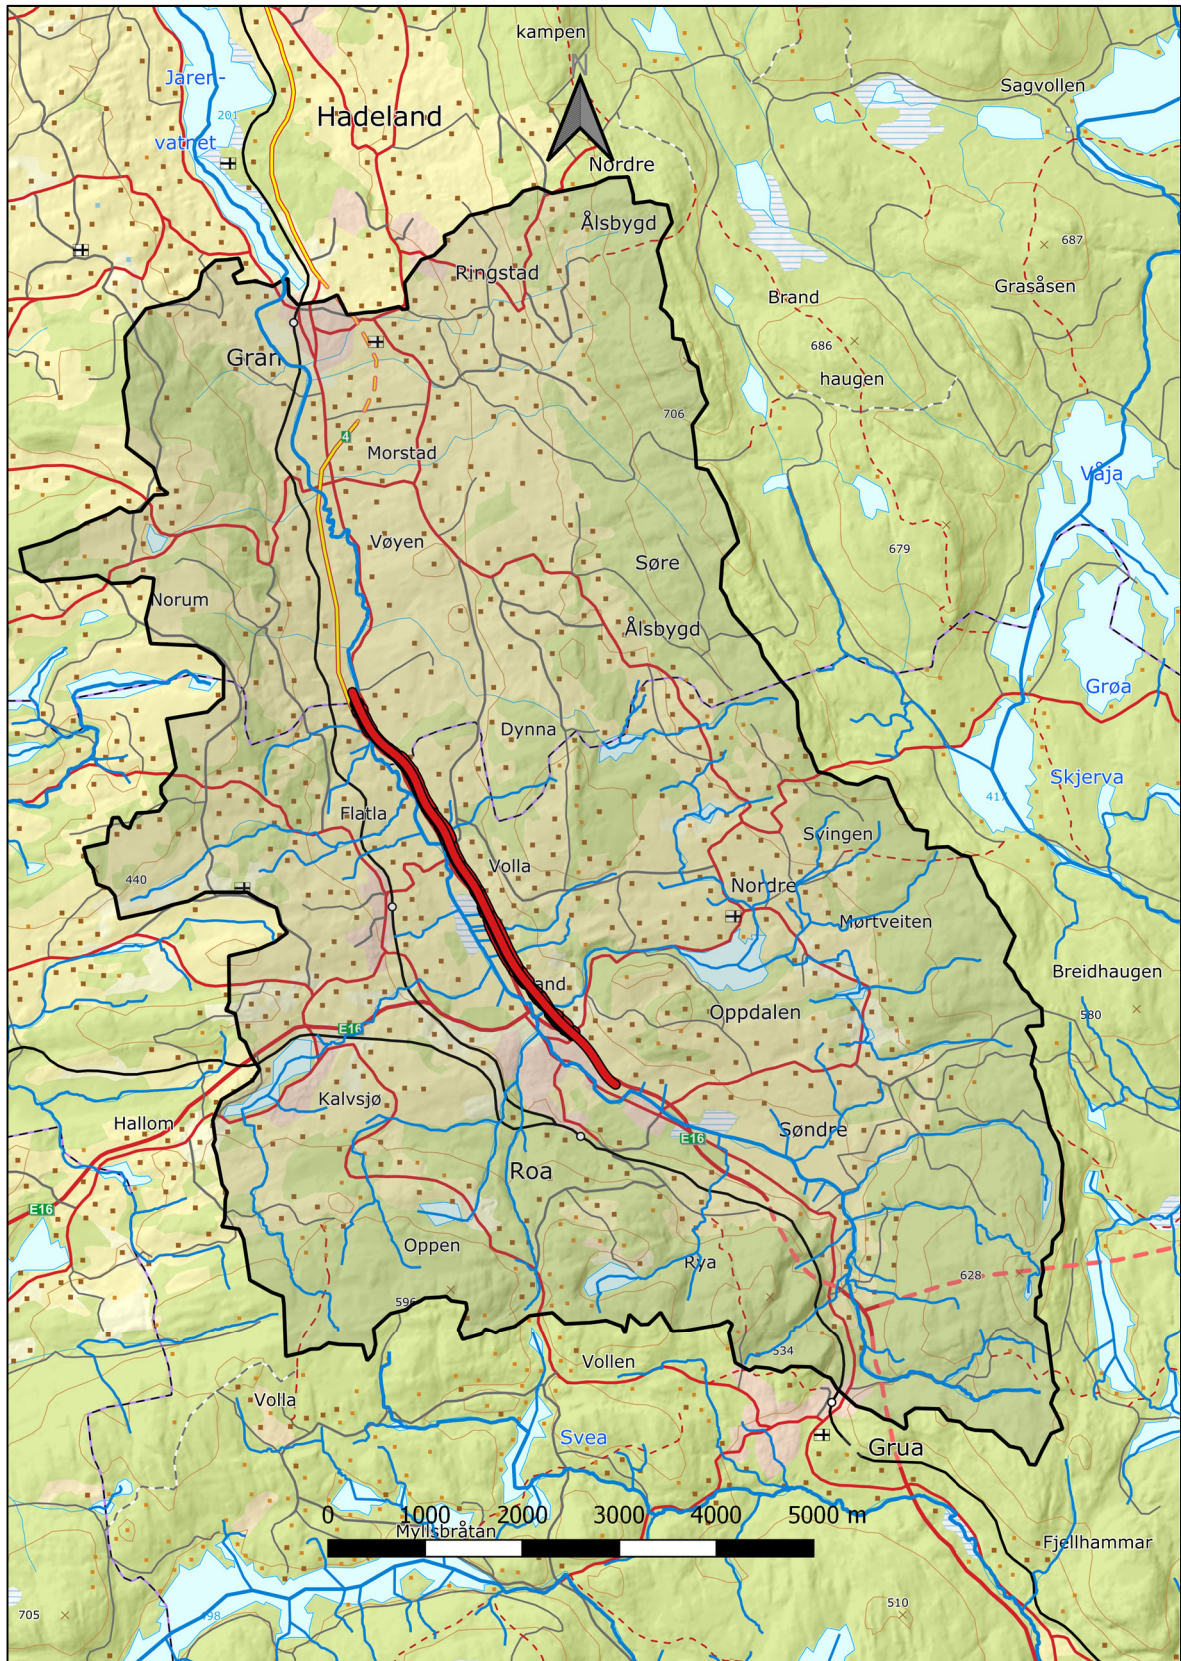 kampen
N
Jaren-
Sagvollen
Hadeland
201
vatnet
Nordre
Ålsbygd
687
Ringstad
Grasåsen
Brand
686
Gran
haugen
706
4
Morstad
Våja
Vøyen
679
Søre
Norum
Ålsbygd
Grøa
Dynna
Skjerva
417
Flatla
Svingen
Volla
440
Nordre
Mørtveiten
Breidhaugen
and
Oppdalen
580
E16
Kalvsjø
Hallom
Søndre
E16
Roa
E16
Oppen
Rya
628
596
534
Vollen
Volla
Svea
Grua
0 1000 2000 3000 4000 5000 m
Myllsbråtan
Fjellhammar
705
498
510